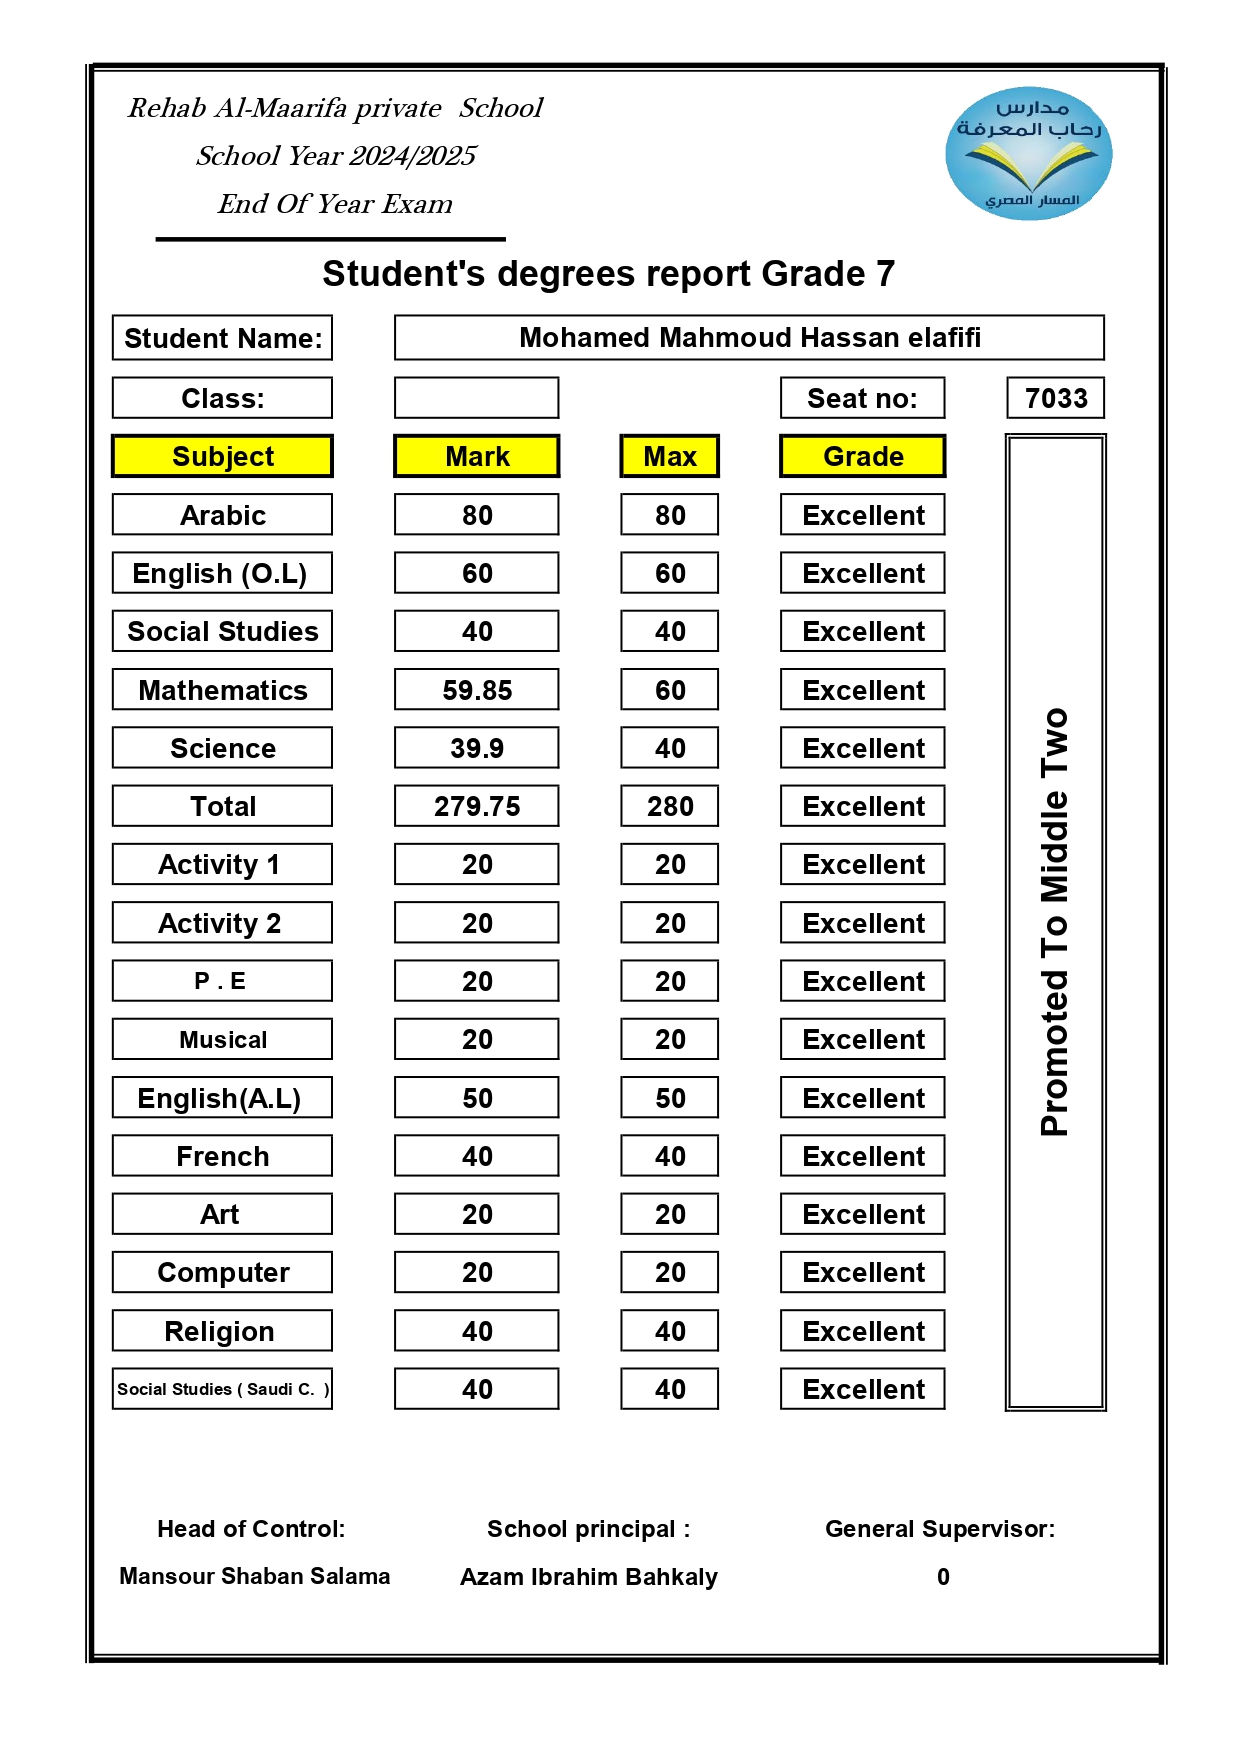 Rehab Al-Maarifa private School
School Year 2024/2025
End Of Year Exam
مدارس
رحاب المعرفة
المسار المصري
Student's degrees report Grade 7
Student Name: Mohamed Mahmoud Hassan elafifi
Class: Seat no: 7033
Subject Mark Max Grade
Arabic 80 80 Excellent
English (O.L) 60 60 Excellent
Social Studies 40 40 Excellent
Mathematics 59.85 60 Excellent
Science 39.9 40 Excellent
Total 279.75 280 Excellent
Activity 1 20 20 Excellent
Activity 2 20 20 Excellent
P . E 20 20 Excellent
Musical 20 20 Excellent
English(A.L) 50 50 Excellent
French 40 40 Excellent
Art 20 20 Excellent
Computer 20 20 Excellent
Religion 40 40 Excellent
Social Studies ( Saudi C. ) 40 40 Excellent
Promoted To Middle Two
Head of Control: School principal : General Supervisor:
Mansour Shaban Salama Azam Ibrahim Bahkaly 0